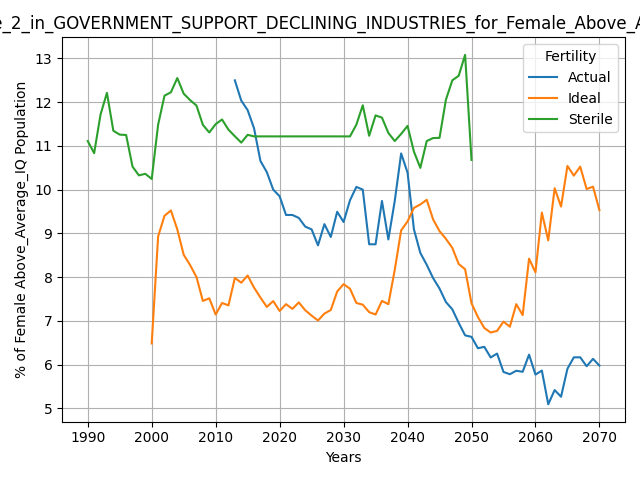 e_2_in_GOVERNMENT_SUPPORT_DECLINING_INDUSTRIES_for_Female_Above_A
% of Female Above_Average_IQ Population
13
12
11
10
9
8
7
6
5
1990 2000 2010 2020 2030 2040 2050 2060 2070
Years
Fertility
Actual
Ideal
Sterile